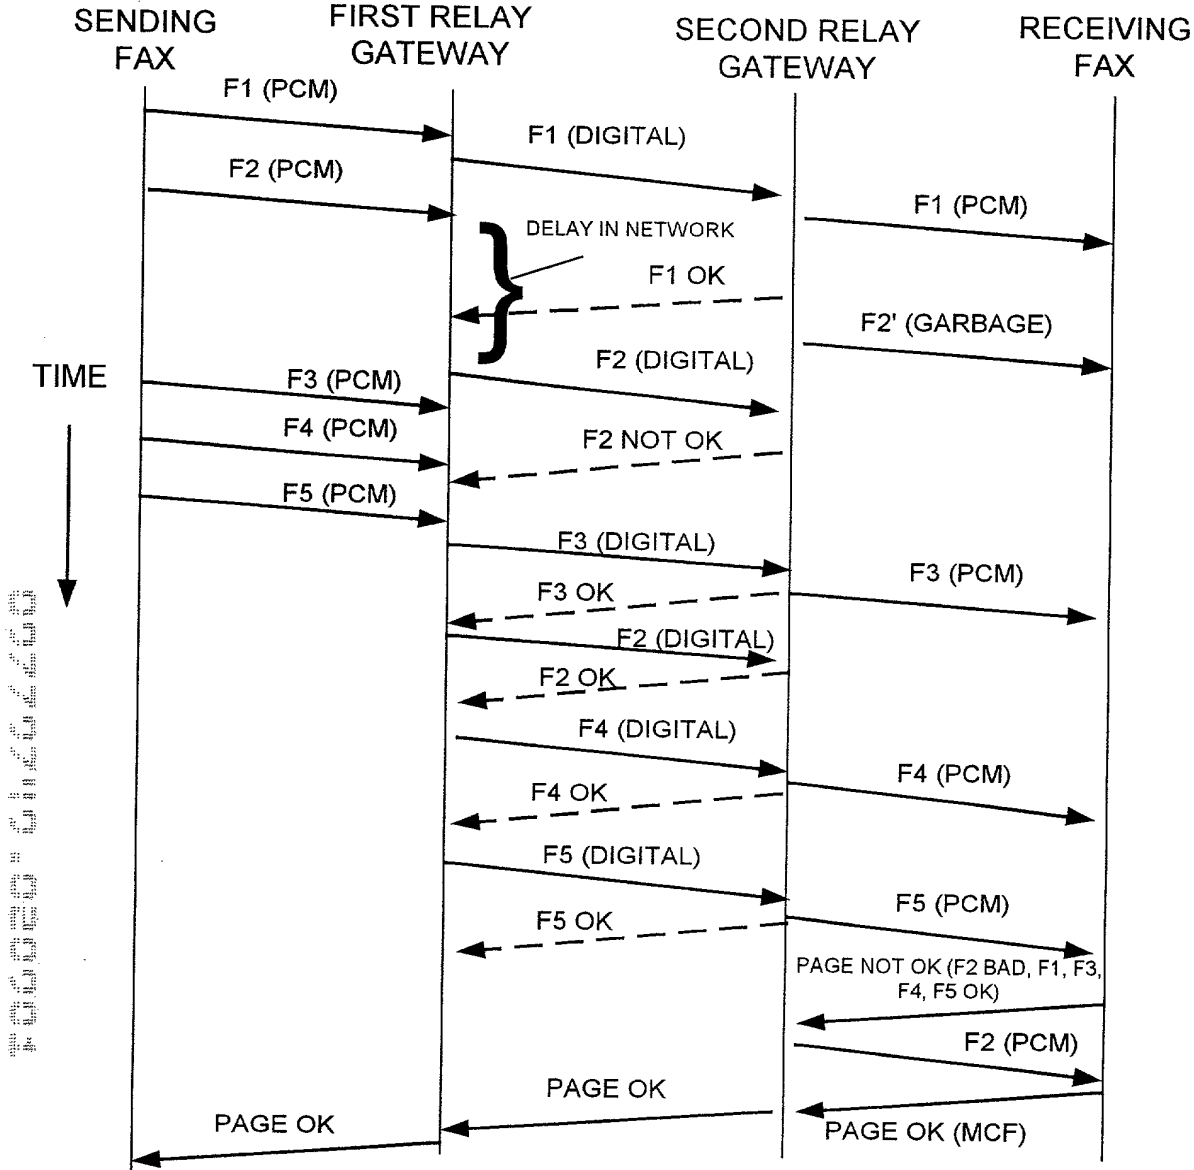 SENDING
FAX
FIRST RELAY
GATEWAY
SECOND RELAY
GATEWAY
RECEIVING
FAX
F1 (PCM)
F1 (DIGITAL)
F2 (PCM)
F1 (PCM)
DELAY IN NETWORK
F1 OK
F2' (GARBAGE)
F2 (DIGITAL)
TIME
F3 (PCM)
F4 (PCM)
F2 NOT OK
F5 (PCM)
F3 (DIGITAL)
F3 (PCM)
F3 OK
F2 (DIGITAL)
F2 OK
F4 (DIGITAL)
F4 (PCM)
F4 OK
F5 (DIGITAL)
F5 (PCM)
F5 OK
PAGE NOT OK (F2 BAD, F1, F3,
F4, F5 OK)
F2 (PCM)
PAGE OK
PAGE OK
PAGE OK (MCF)